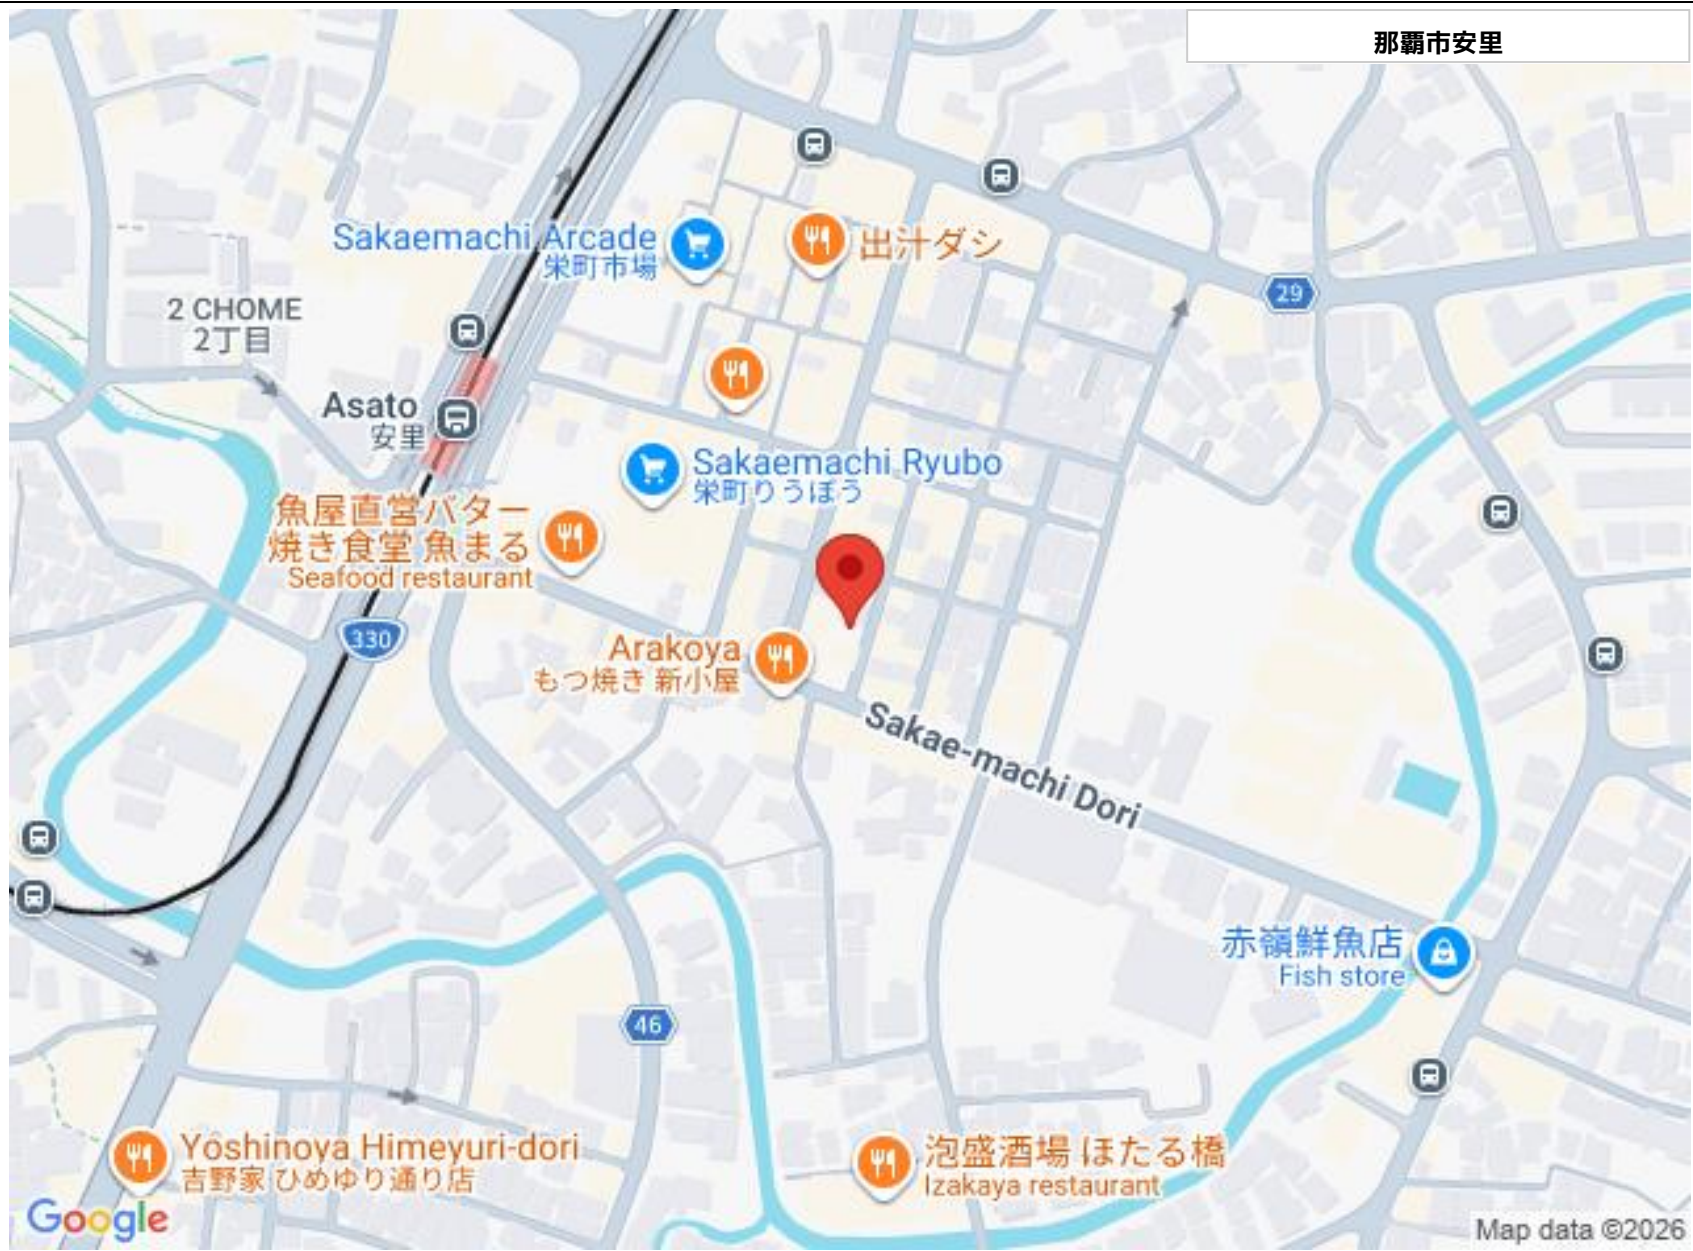 那覇市安里
Sakaemachi Arcade
栄町市場
出汁ダシ
29
2 CHOME
2丁目
Asato
安里
Sakaemachi Ryubo
栄町りうぼう
魚屋直営バター
焼き食堂 魚まる
Seafood restaurant
330
Arakoya
もつ焼き 新小屋
Sakae-machi Dori
赤嶺鮮魚店
Fish store
46
Yoshinoya Himeyuri-dori
吉野家 ひめゆり通り店
泡盛酒場 ほたる橋
Izakaya restaurant
Google
Map data ©2026